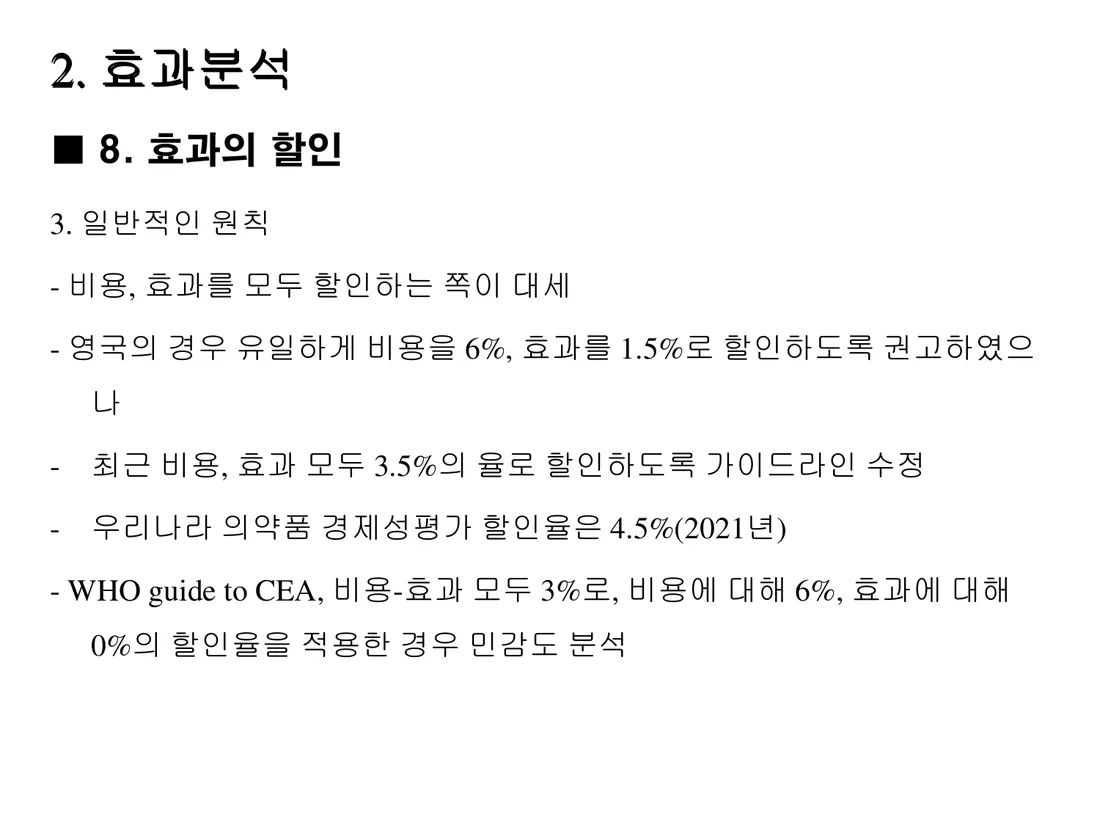 2. 효과분석
■ 8. 효과의 할인
3. 일반적인 원칙
- 비용, 효과를 모두 할인하는 쪽이 대세
- 영국의 경우 유일하게 비용을 6%, 효과를 1.5%로 할인하도록 권고하였으
나
- 최근 비용, 효과 모두 3.5%의 율로 할인하도록 가이드라인 수정
- 우리나라 의약품 경제성평가 할인율은 4.5%(2021년)
- WHO guide to CEA, 비용-효과 모두 3%로, 비용에 대해 6%, 효과에 대해
0%의 할인율을 적용한 경우 민감도 분석